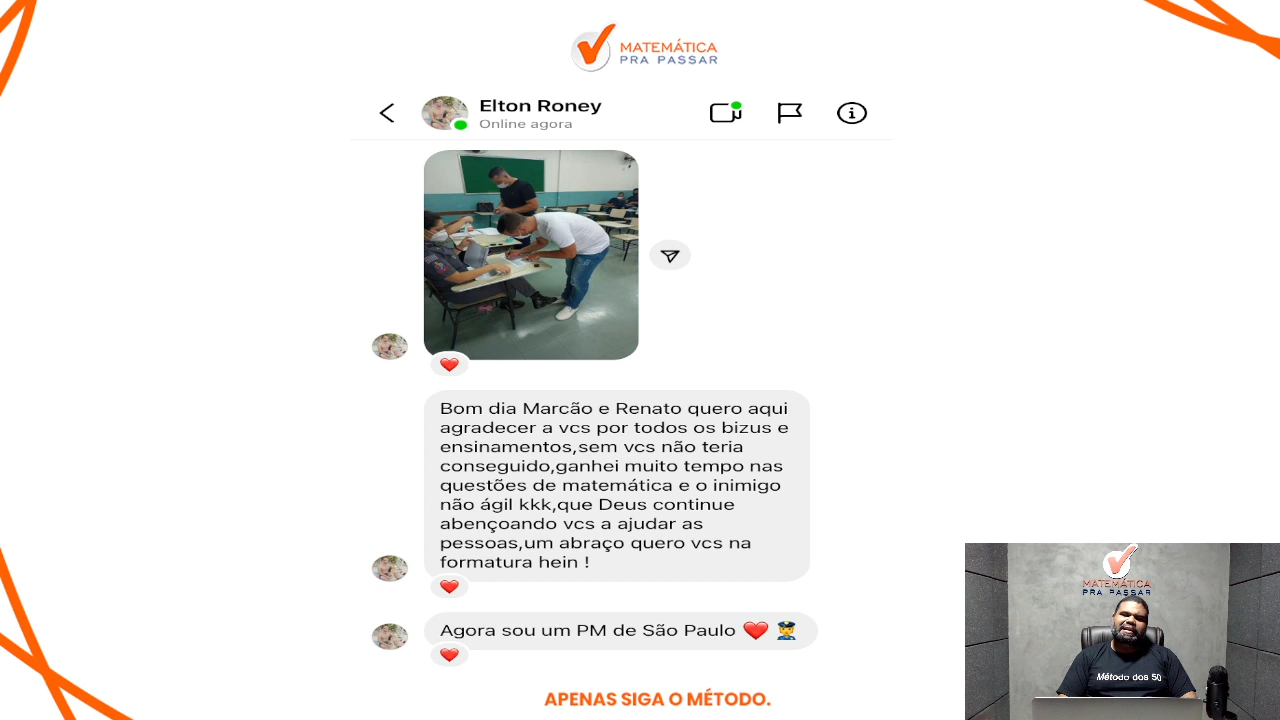 MATEMÁTICA
PRA PASSAR
Elton Roney
Online agora
Bom dia Marcão e Renato quero aqui
agradecer a vcs por todos os bizus e
ensinamentos,sem vcs não teria
conseguido,ganhei muito tempo nas
questões de matemática e o inimigo
não ágil kkk,que Deus continue
abençoando vcs a ajudar as
pessoas,um abraço quero vcs na
formatura hein !
Agora sou um PM de São Paulo
APENAS SIGA O MÉTODO.
MATEMÁTICA
PRA PASSAR
Método dos 50